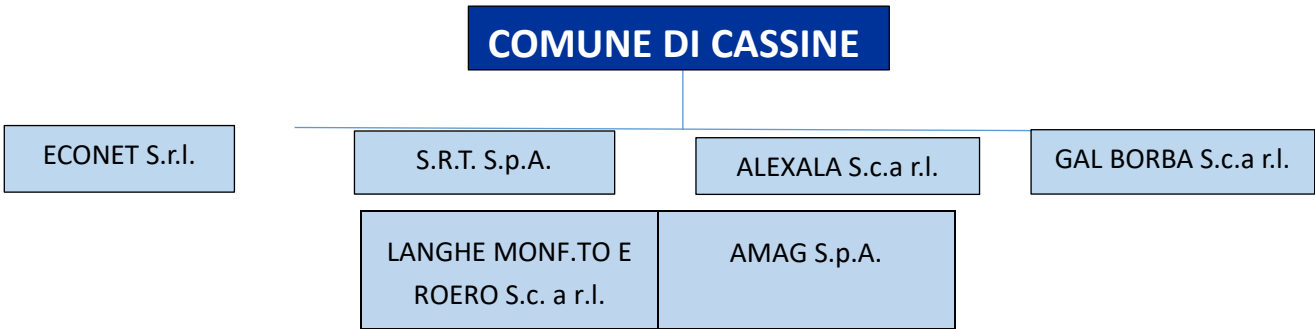 COMUNE DI CASSINE
ECONET S.r.l.
S.R.T. S.p.A.
ALEXALA S.c.a r.l.
GAL BORBA S.c.a r.l.
LANGHE MONF.TO E
ROERO S.c. a r.l.
AMAG S.p.A.